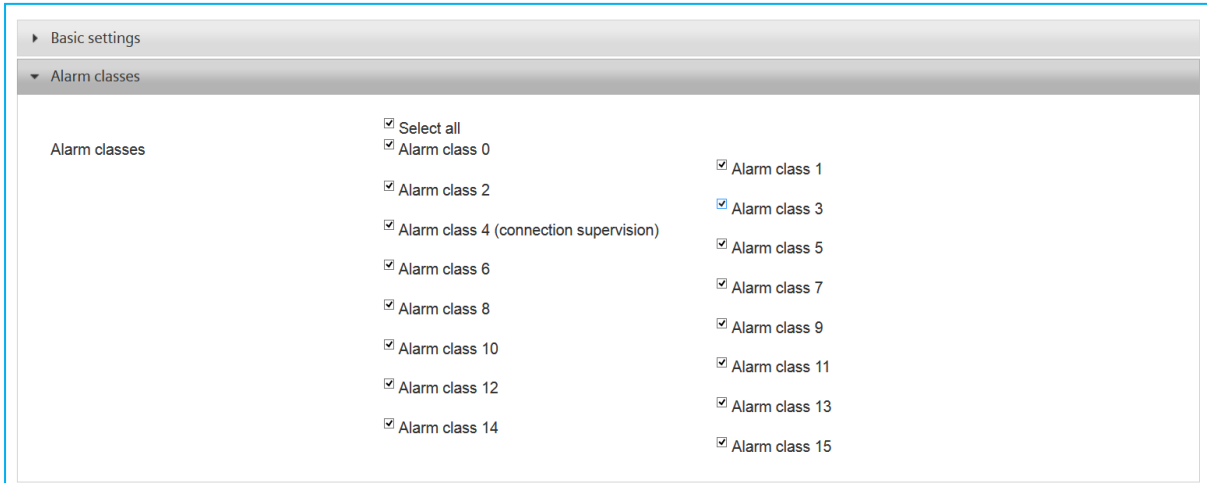 Basic settings
Alarm classes
Select all
Alarm classes
Alarm class 0
Alarm class 1
Alarm class 2
Alarm class 3
Alarm class 4 (connection supervision)
Alarm class 5
Alarm class 6
Alarm class 7
Alarm class 8
Alarm class 9
Alarm class 10
Alarm class 11
Alarm class 12
Alarm class 13
Alarm class 14
Alarm class 15